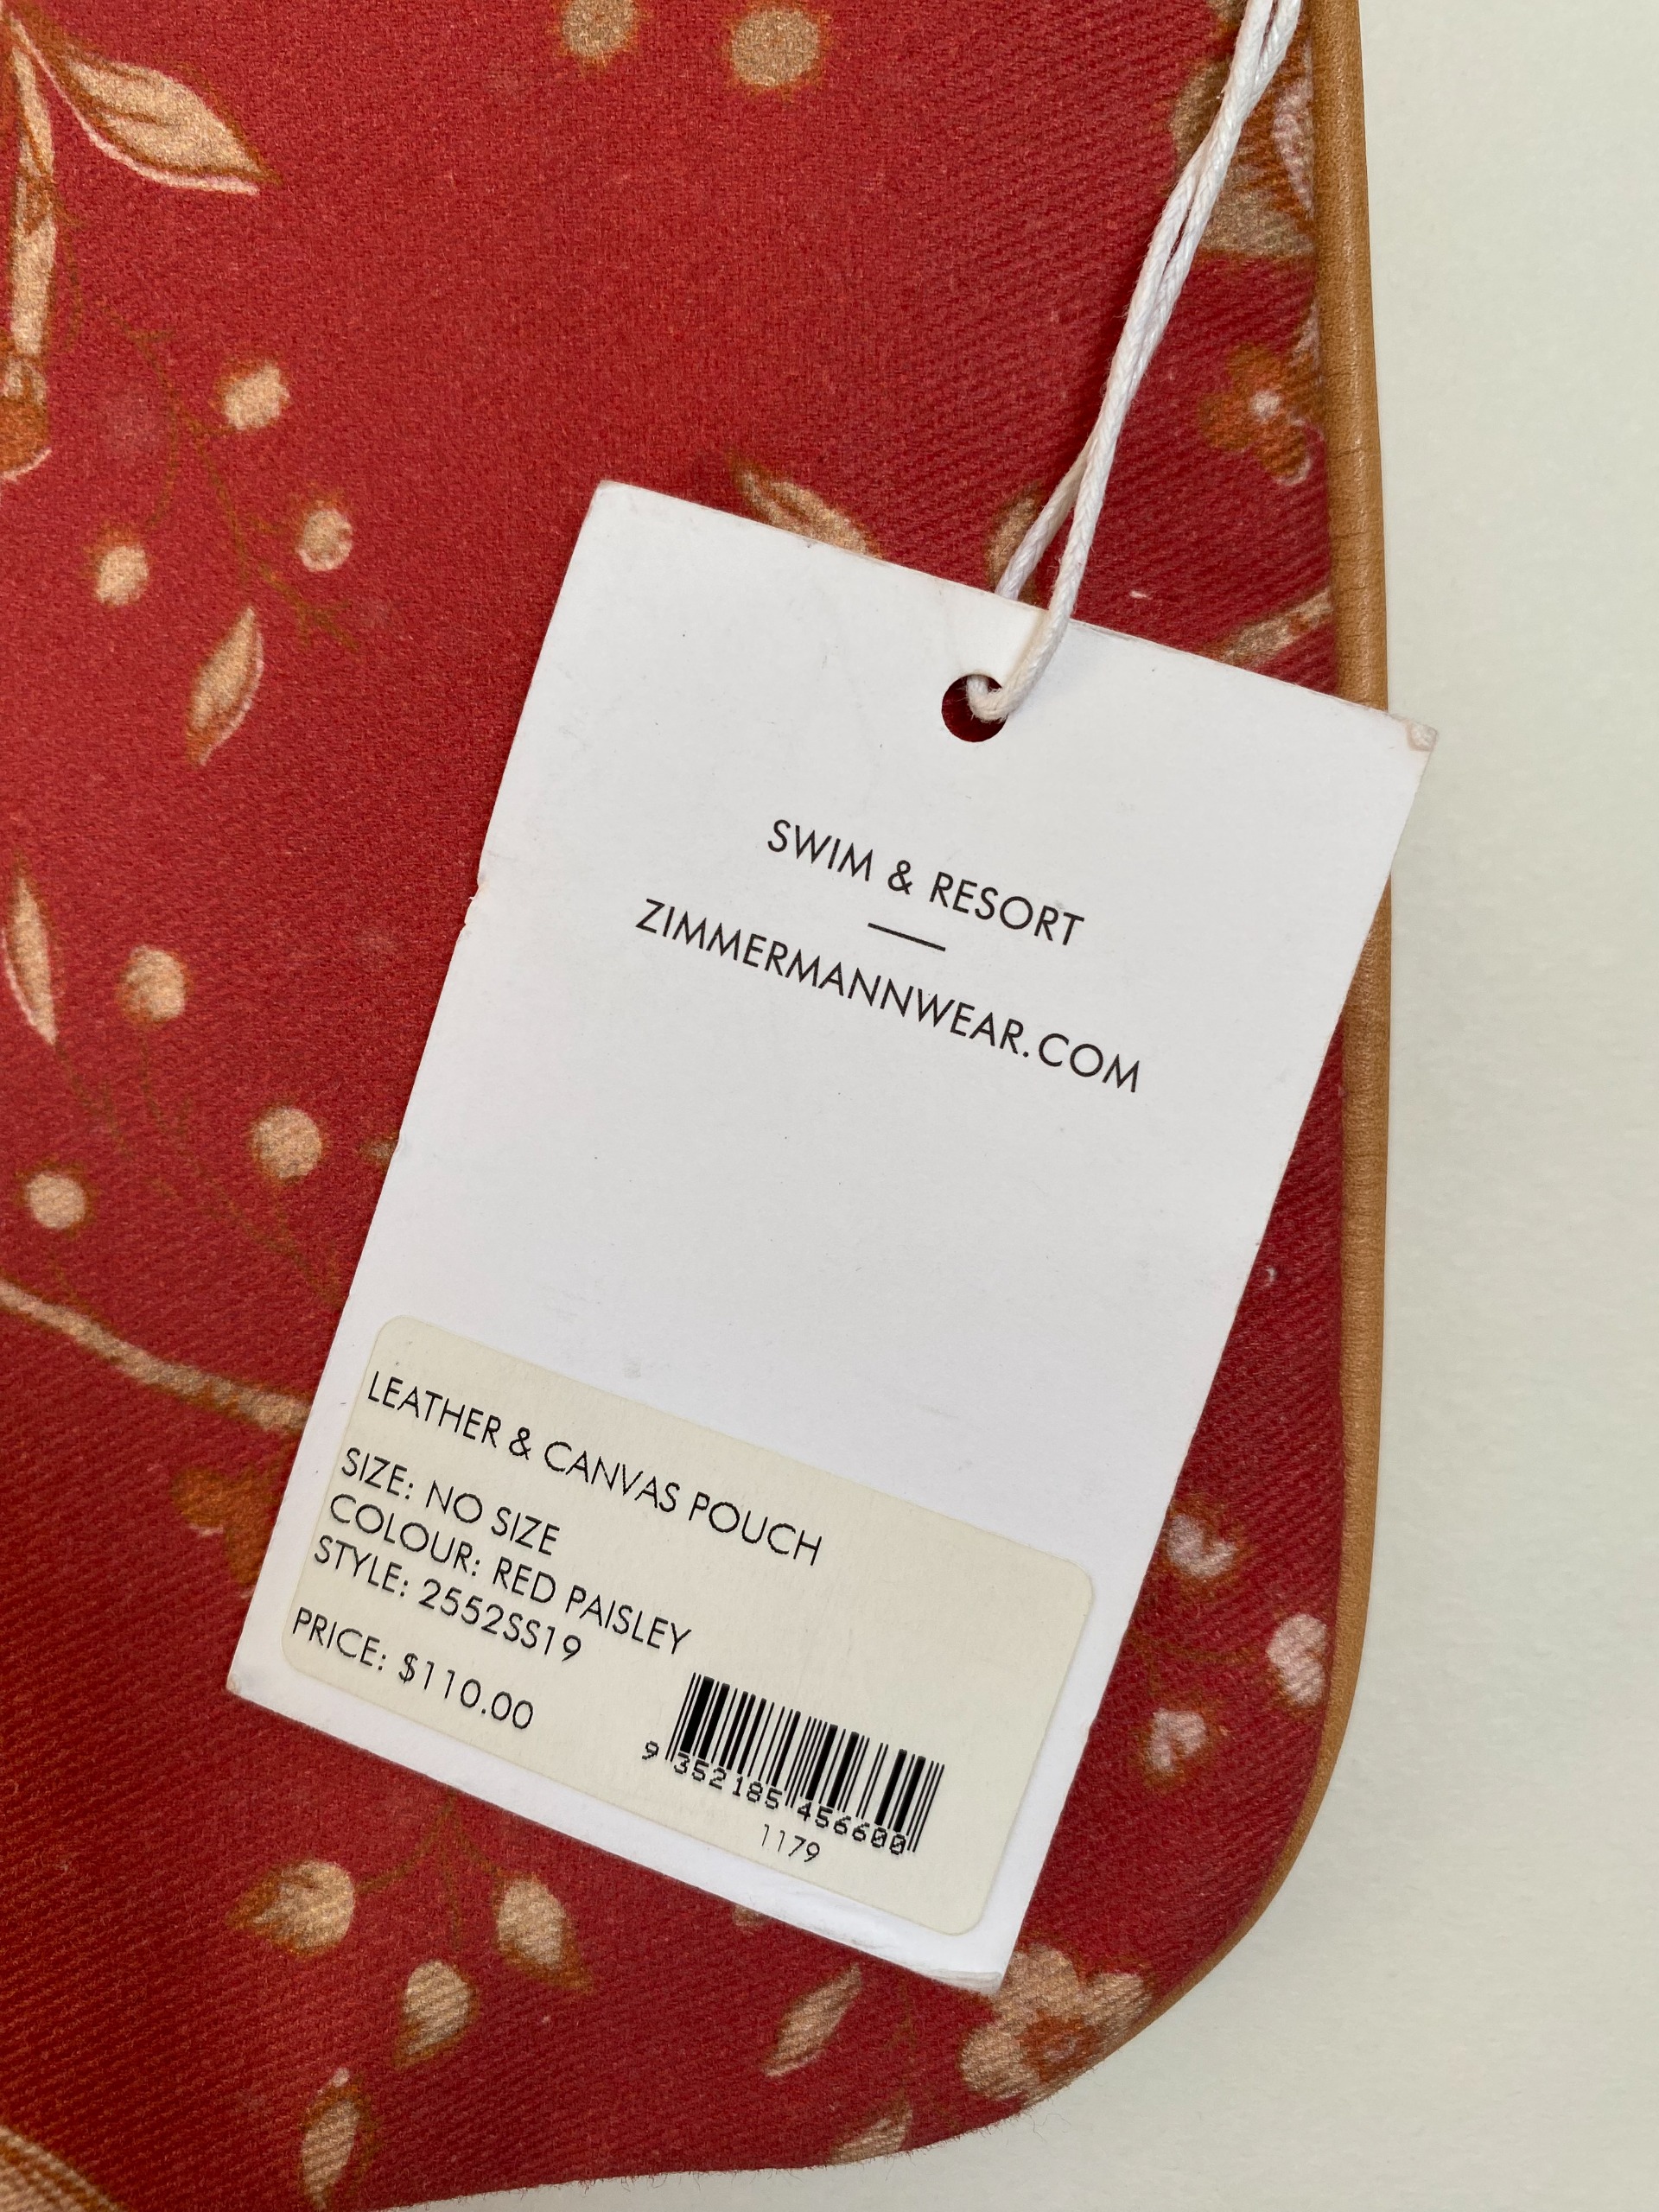 SWIM & RESORT
ZIMMERMANNWEAR.COM
LEATHER & CANVAS POUCH
SIZE: NO SIZE
COLOUR: RED PAISLEY
STYLE: 2552SS19
PRICE: $110.00
9 352185 456600
1179